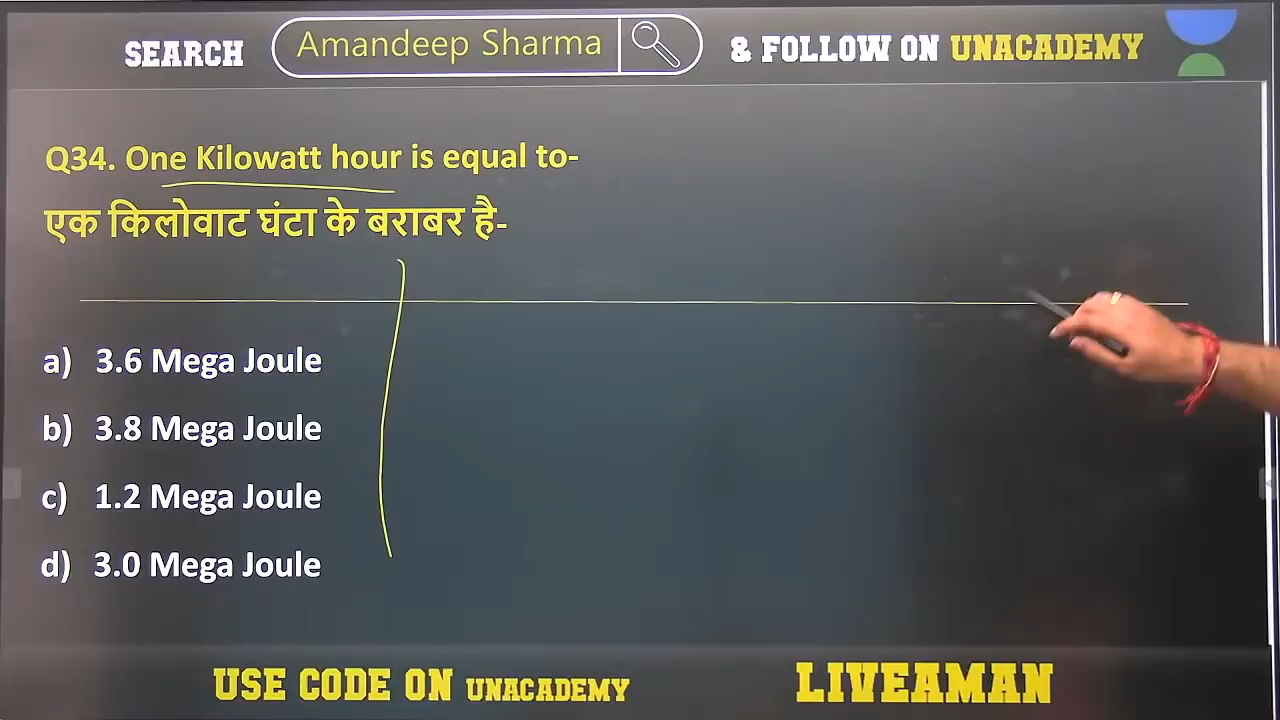 SEARCH Amandeep Sharma & FOLLOW ON UNACADEMY
Q34. One Kilowatt hour is equal to-
एक किलोवाट घंटा के बराबर है-
a) 3.6 Mega Joule
b) 3.8 Mega Joule
c) 1.2 Mega Joule
d) 3.0 Mega Joule
USE CODE ON UNACADEMY LIVEAMAN